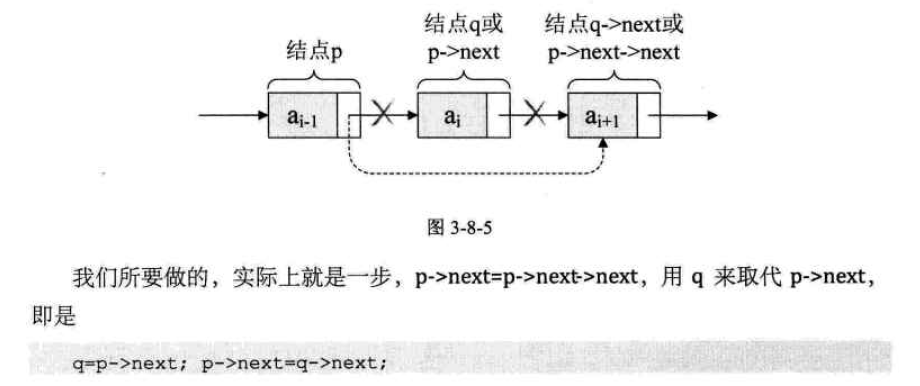 结点p
结点q或
p->next
结点q->next或
p->next->next
ai-1
ai
ai+1
图 3-8-5
我们所要做的，实际上就是一步，p->next=p->next->next，用 q 来取代 p->next，
即是
q=p->next; p->next=q->next;